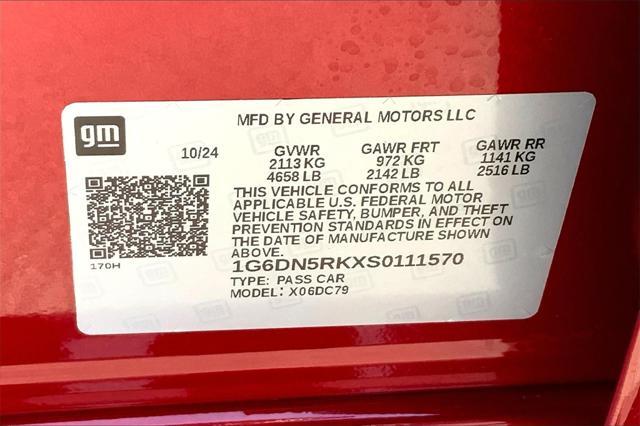 MFD BY GENERAL MOTORS LLC
gm
10/24 GVWR GAWR FRT GAWR RR
2113 KG 972 KG 1141 KG
4658 LB 2142 LB 2516 LB
THIS VEHICLE CONFORMS TO ALL
APPLICABLE U.S. FEDERAL MOTOR
VEHICLE SAFETY, BUMPER, AND THEFT
PREVENTION STANDARDS IN EFFECT ON
THE DATE OF MANUFACTURE SHOWN
ABOVE.
170H 1G6DN5RKXS0111570
TYPE: PASS CAR
MODEL: X06DC79